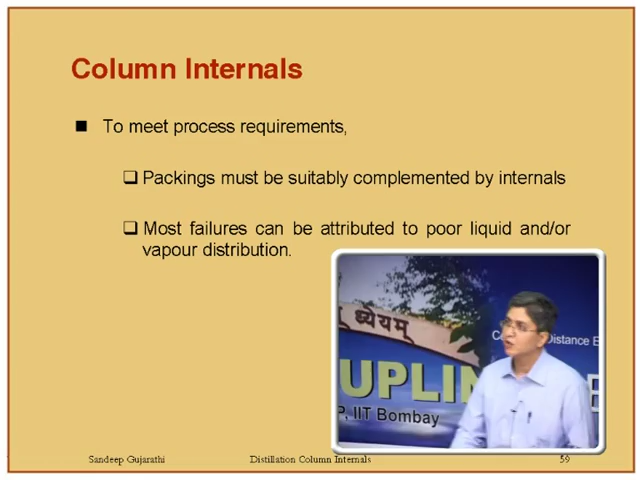 Column Internals
To meet process requirements,
Packings must be suitably complemented by internals
Most failures can be attributed to poor liquid and/or
vapour distribution.
ध्येयम्
Distance E
UPLIN
P, IIT Bombay
Sandeep Gujarathi Distillation Column Internals 59